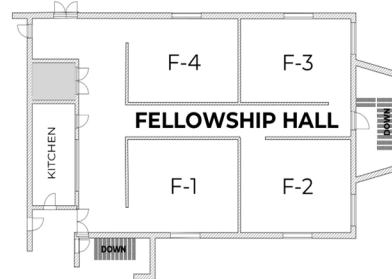 F-4
F-3
FELLOWSHIP HALL
DOWN
KITCHEN
F-1
F-2
DOWN